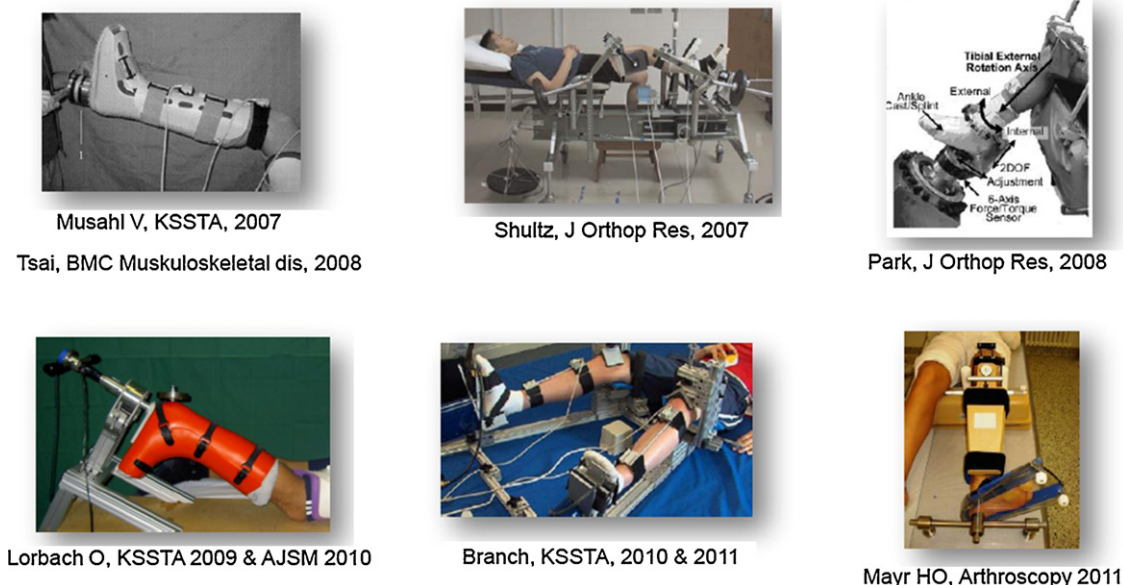 Tibial External
Rotation Axis
External
Ankle
Cast/Splint
Internal
2DOF
Adjustment
6-Axis
Force/Torque
Sensor
1
Musahl V, KSSTA, 2007
Tsai, BMC Muskuloskeletal dis, 2008
Shultz, J Orthop Res, 2007
Park, J Orthop Res, 2008
Lorbach O, KSSTA 2009 & AJSM 2010
Branch, KSSTA, 2010 & 2011
Mayr HO, Arthroscopy 2011